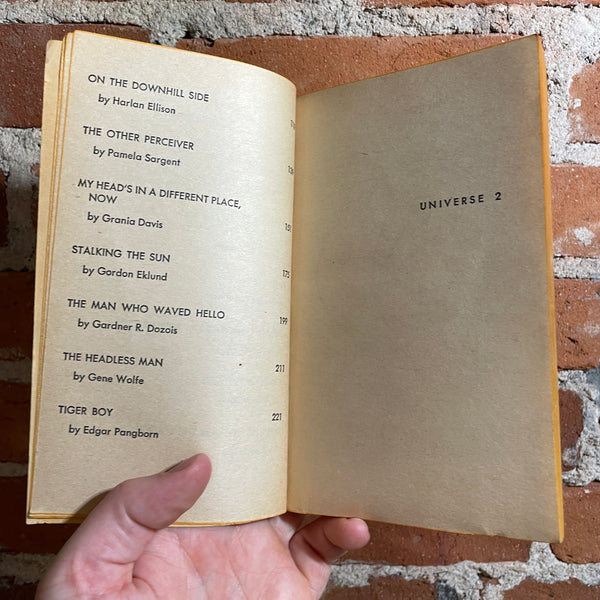 ON THE DOWNHILL SIDE
by Harlan Ellison
THE OTHER PERCEIVER
by Pamela Sargent
MY HEAD'S IN A DIFFERENT PLACE,
NOW
by Grania Davis
151
STALKING THE SUN
by Gordon Eklund
175
THE MAN WHO WAVED HELLO
by Gardner R. Dozois
199
THE HEADLESS MAN
by Gene Wolfe
211
TIGER BOY
by Edgar Pangborn
221
UNIVERSE 2